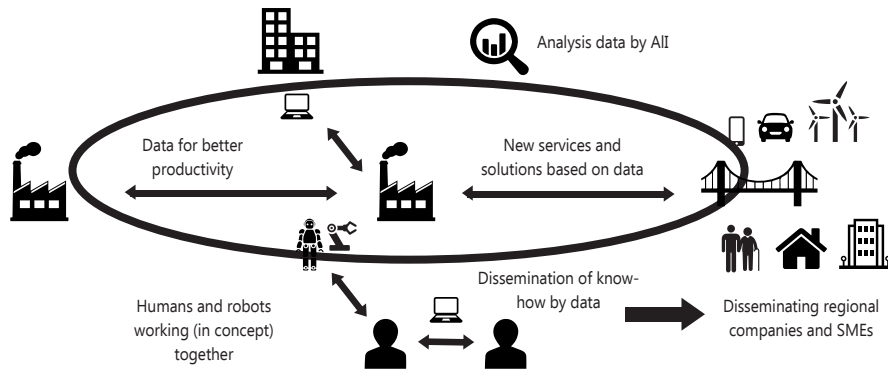 Analysis data by AlI
Data for better
productivity
New services and
solutions based on data
Dissemination of know-
how by data
Humans and robots
working (in concept)
together
Disseminating regional
companies and SMEs